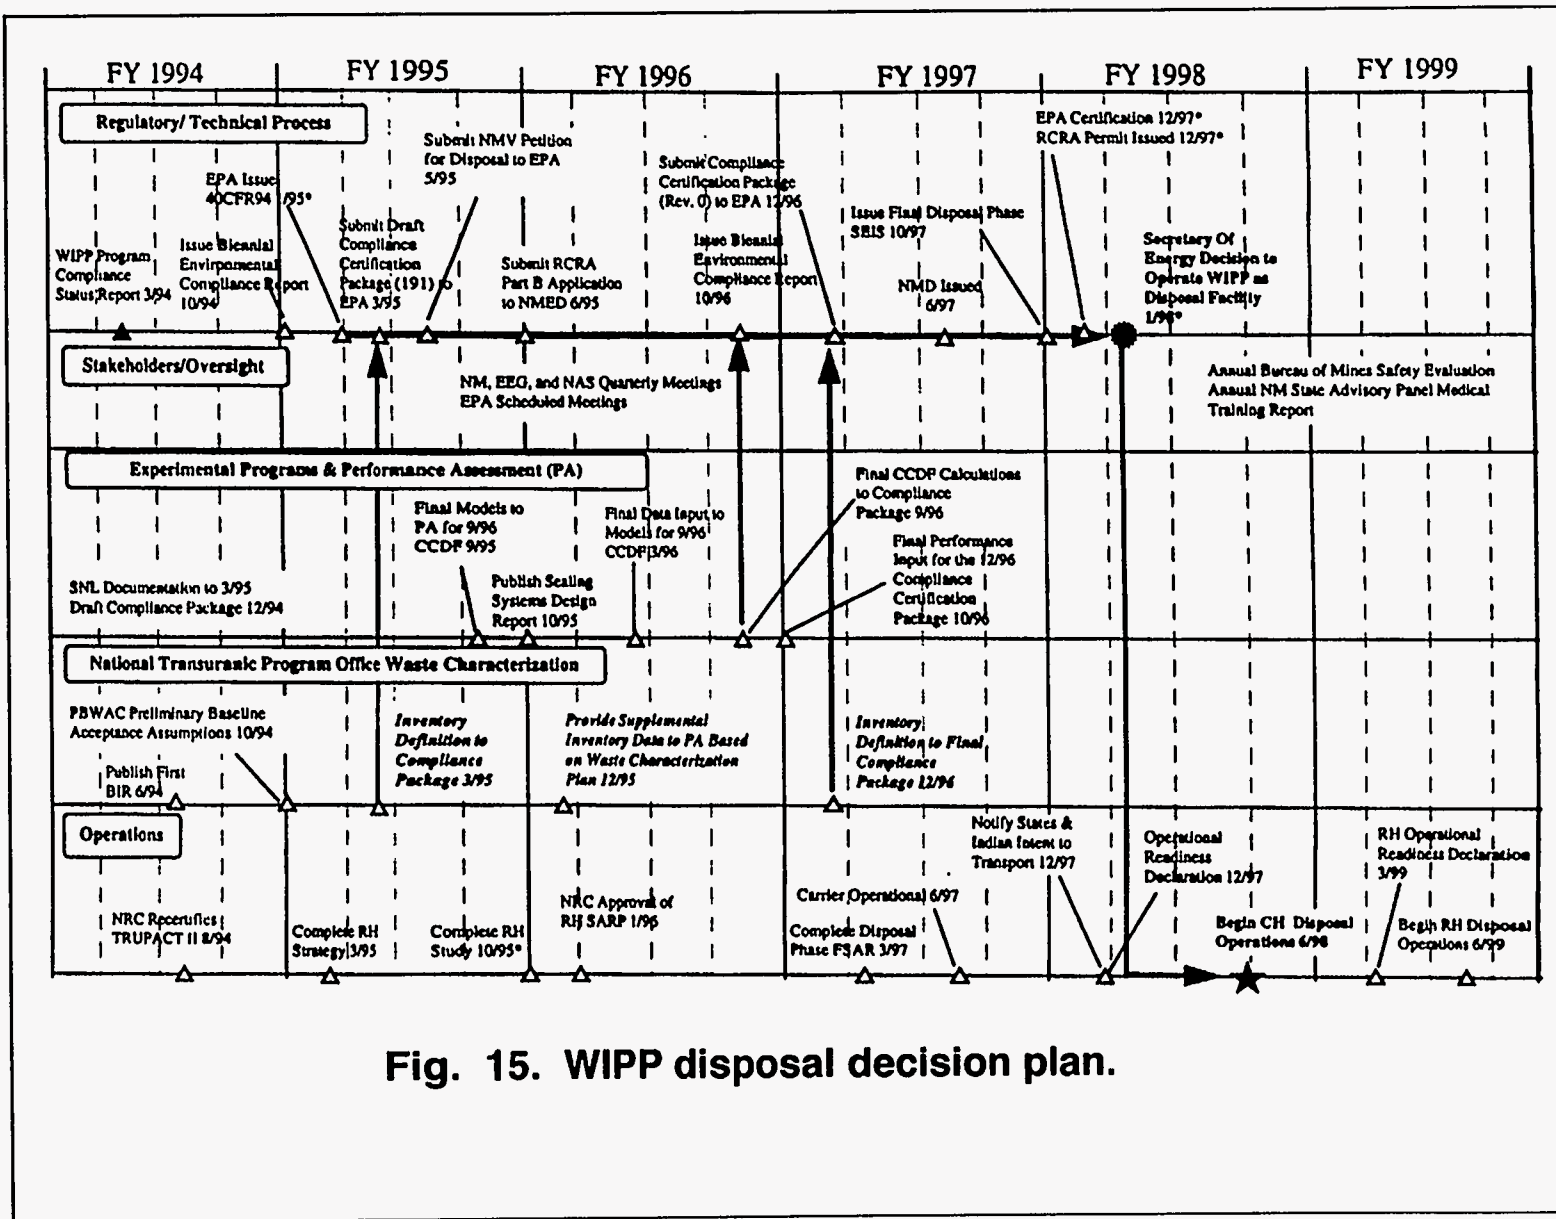 FY 1994
FY 1995
FY 1996
FY 1997
FY 1998
FY 1999
Regulatory/ Technical Process
WIPP Program
Compliance
Status Report 3/94
Issue Biennial
Environmental
Compliance Report
10/94
EPA Issue
40CFR94 /95*
Submit Draft
Compliance
Certification
Package (191) to
EPA 3/95
Submit NMV Petition
for Disposal to EPA
5/95
Submit RCRA
Part B Application
to NMED 6/95
Submit Compliance
Certification Package
(Rev. 0) to EPA 12/96
Issue Biennial
Environmental
Compliance Report
10/96
Issue Final Disposal Phase
SEIS 10/97
NMD Issued
6/97
EPA Certification 12/97*
RCRA Permit Issued 12/97*
Secretary Of
Energy Decision to
Operate WIPP as
Disposal Facility
1/98*
Stakeholders/Oversight
NM, EEG, and NAS Quarterly Meetings
EPA Scheduled Meetings
Annual Bureau of Mines Safety Evaluation
Annual NM State Advisory Panel Medical
Training Report
Experimental Programs & Performance Assessment (PA)
SNL Documentation to 3/95
Draft Compliance Package 12/94
Final Models to
PA for 9/96
CCDF 9/95
Publish Sealing
Systems Design
Report 10/95
Final Data Input to
Models for 9/96
CCDF 3/96
Final CCDF Calculations
to Compliance
Package 9/96
Final Performance
Input for the 12/96
Compliance
Certification
Package 10/96
National Transuranic Program Office Waste Characterization
PBWAC Preliminary Baseline
Acceptance Assumptions 10/94
Publish First
BIR 6/94
Inventory
Definition to
Compliance
Package 3/95
Provide Supplemental
Inventory Data to PA Based
on Waste Characterization
Plan 12/95
Inventory
Definition to Final
Compliance
Package 12/96
Operations
NRC Recertifies
TRUPACT II 8/94
Complete RH
Strategy 3/95
Complete RH
Study 10/95*
NRC Approval of
RH SARP 1/96
Complete Disposal
Phase FSAR 3/97
Carrier Operational 6/97
Notify States &
Indian Intent to
Transport 12/97
Operational
Readiness
Declaration 12/97
Begin CH Disposal
Operations 6/98
RH Operational
Readiness Declaration
3/99
Begin RH Disposal
Operations 6/99
Fig. 15. WIPP disposal decision plan.